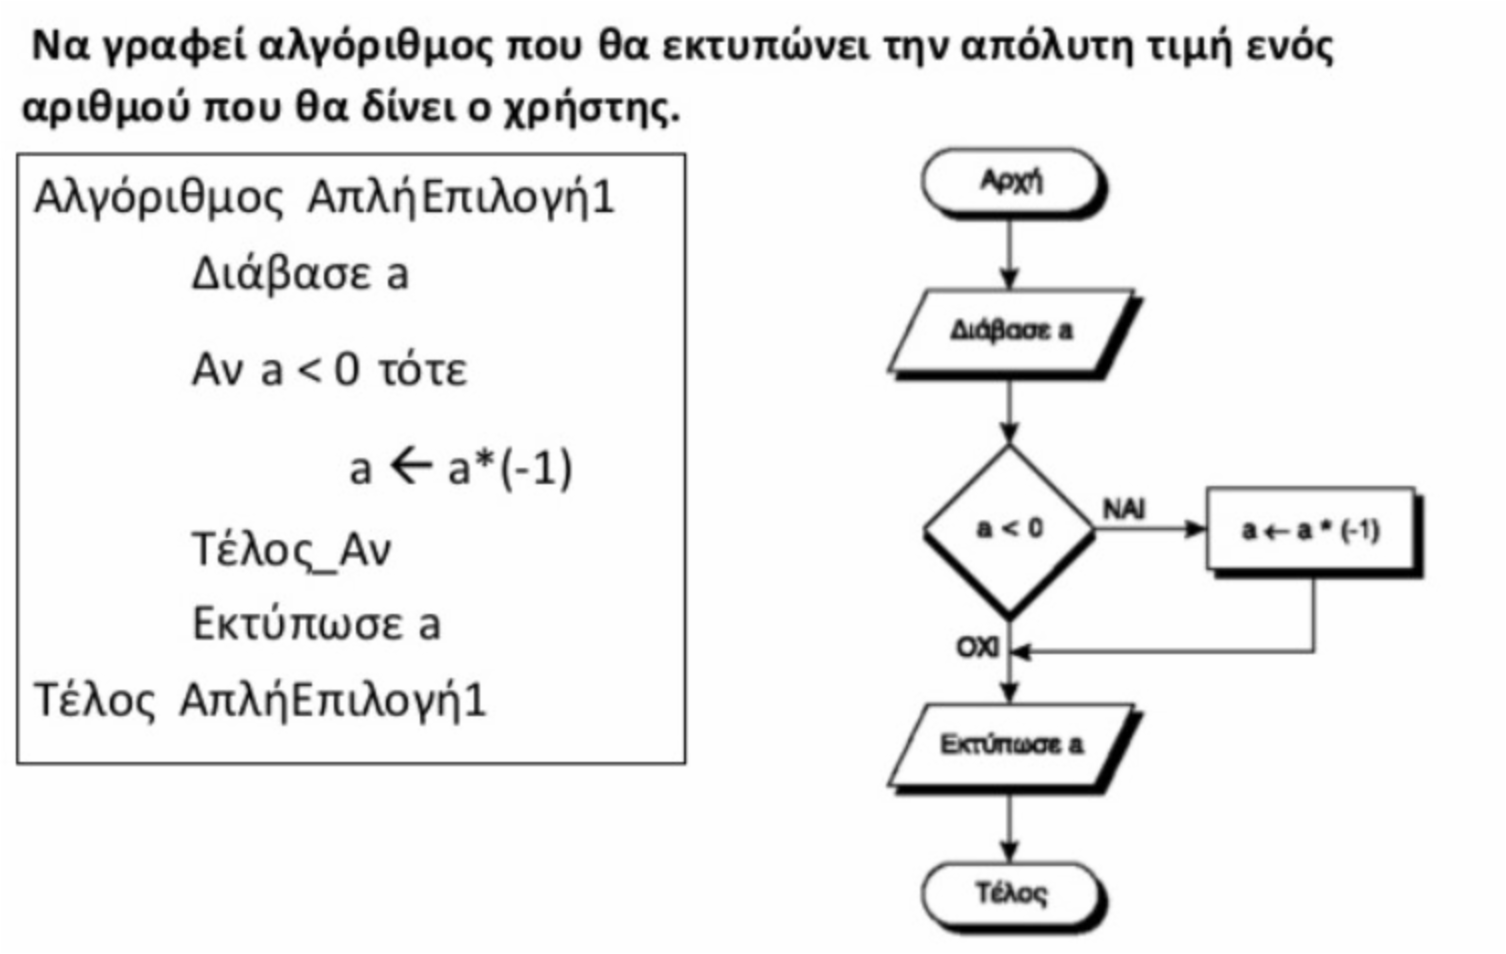 Να γραφεί αλγόριθμος που θα εκτυπώνει την απόλυτη τιμή ενός
αριθμού που θα δίνει ο χρήστης.
Αλγόριθμος ΑπλήΕπιλογή1
Διάβασε a
Αν a < 0 τότε
a ← a*(-1)
Τέλος_Αν
Εκτύπωσε a
Τέλος ΑπλήΕπιλογή1
Αρχή
Διάβασε a
a < 0
ΝΑΙ
a ← a * (-1)
ΟΧΙ
Εκτύπωσε a
Τέλος